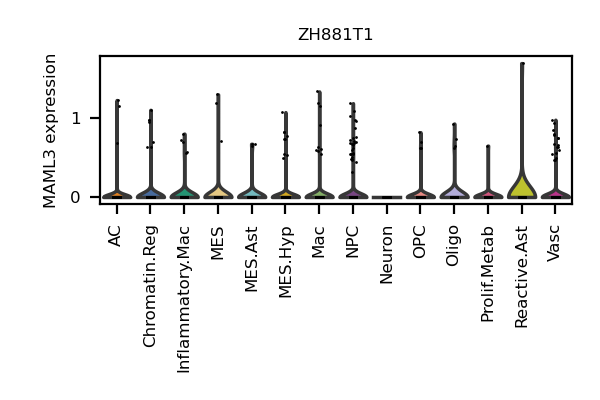 ZH881T1
MAML3 expression
1
0
AC
Chromatin.Reg
Inflammatory.Mac
MES
MES.Ast
MES.Hyp
Mac
NPC
Neuron
OPC
Oligo
Prolif.Metab
Reactive.Ast
Vasc